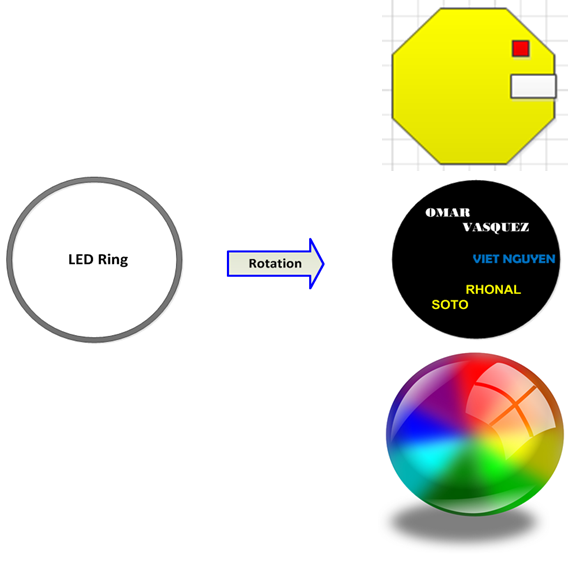 LED Ring
Rotation
OMAR
VASQUEZ
VIET NGUYEN
RHONAL
SOTO